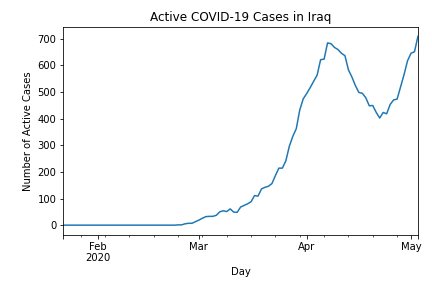 Active COVID-19 Cases in Iraq
Number of Active Cases
700
600
500
400
300
200
100
0
Feb
2020
Mar
Apr
May
Day